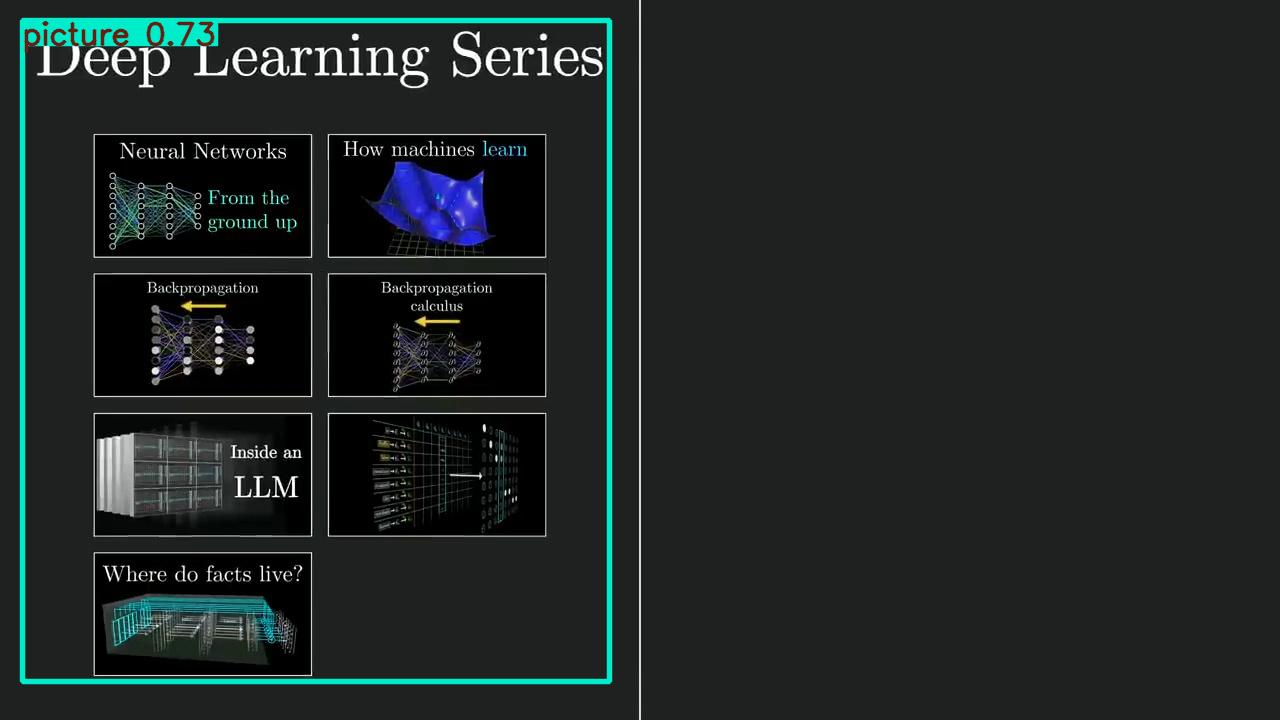 picture 0.73
Deep Learning Series
Neural Networks
From the
ground up
How machines learn
Backpropagation
Backpropagation
calculus
Inside an
LLM
Where do facts live?